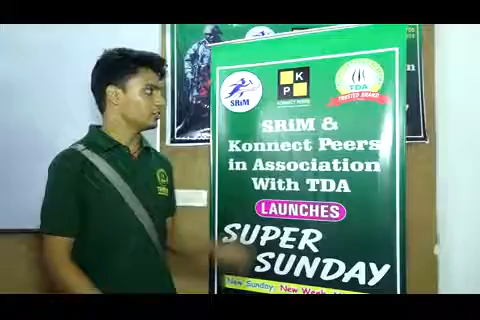 SRiM
K
P
KONNECT PEERS
TDA
TRUSTED BRAND
SRiM &
Konnect Peers
in Association
With TDA
LAUNCHES
SUPER
SUNDAY
New Sunday, New Week